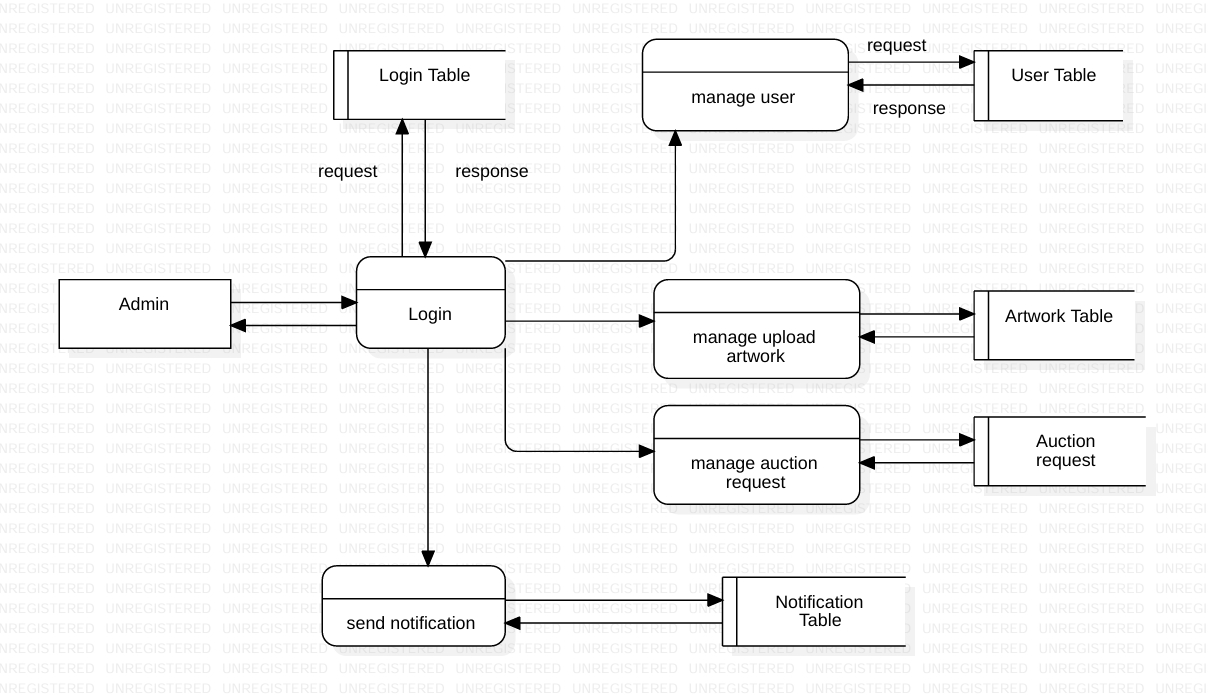 Login Table
request
response
manage user
request
response
User Table
Admin
Login
manage upload
artwork
Artwork Table
manage auction
request
Auction
request
send notification
Notification
Table
UNREGISTERED